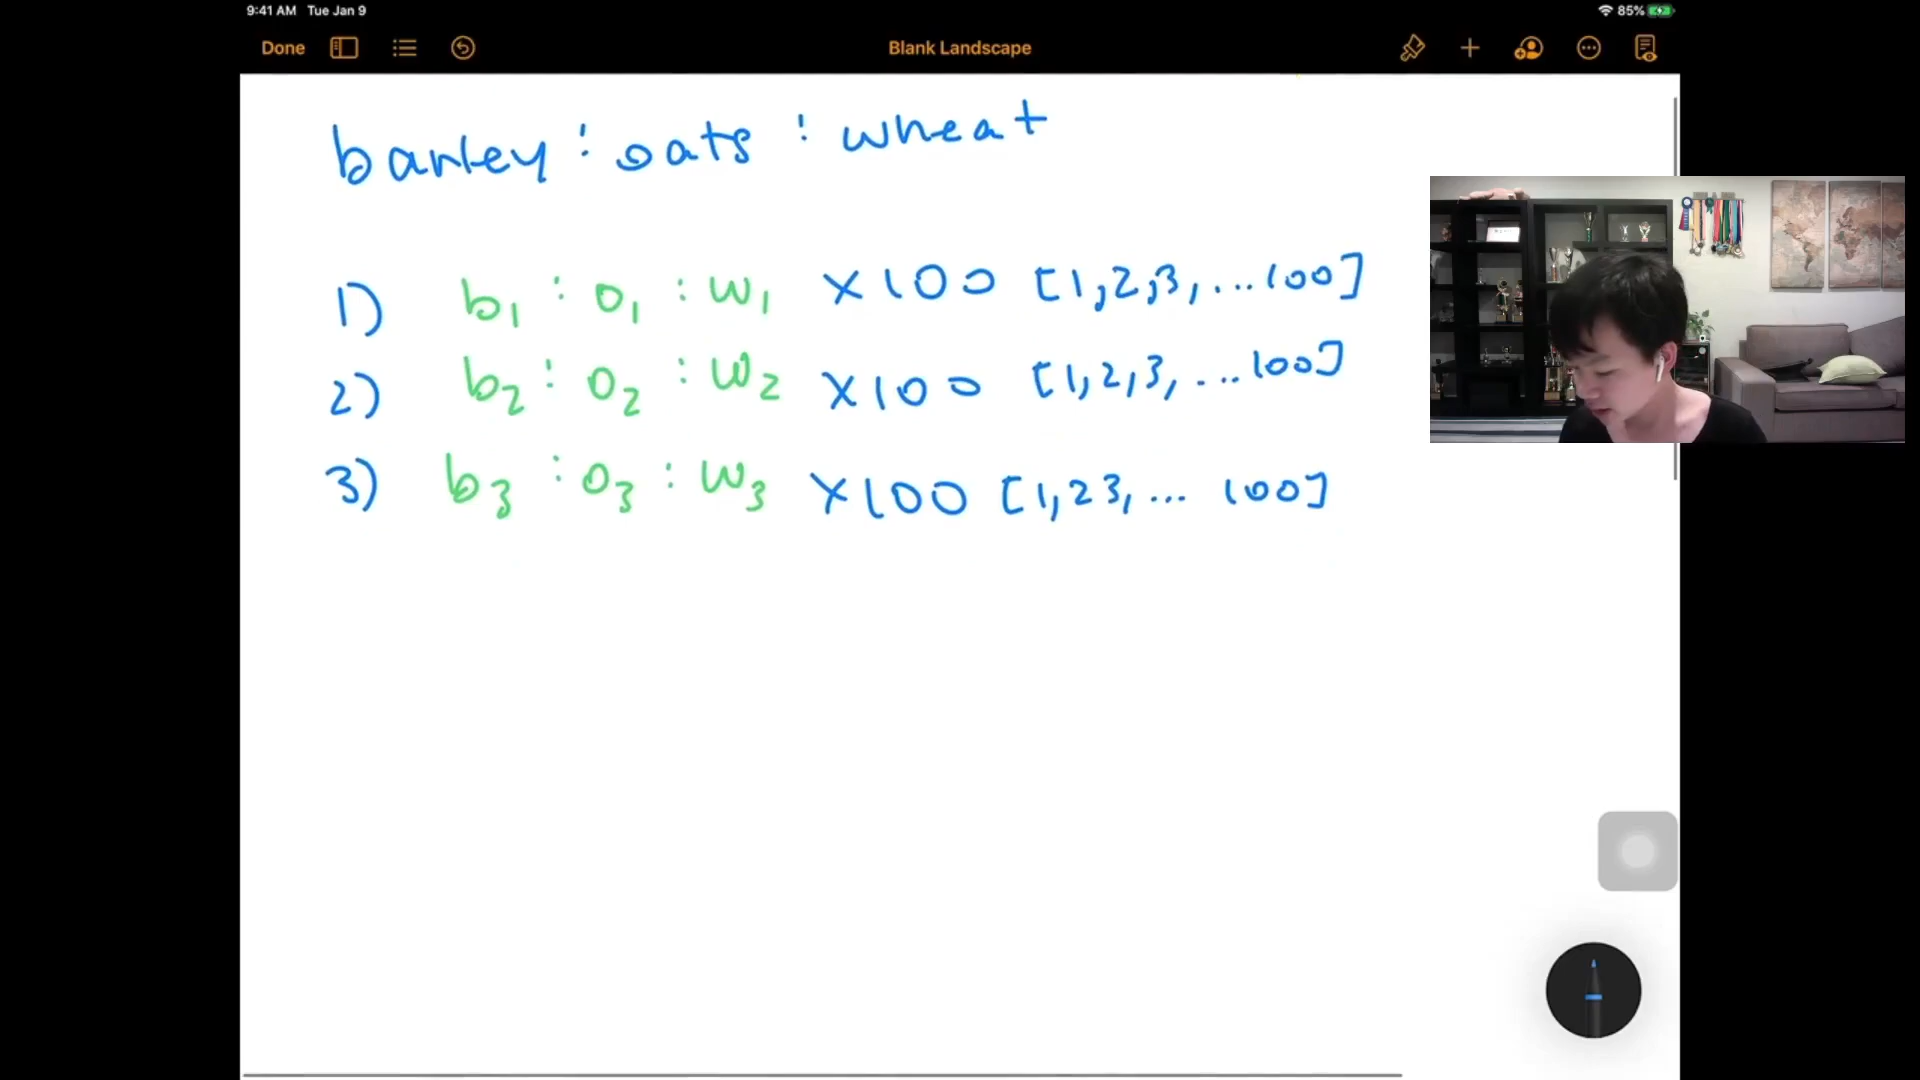 9:41 AM Tue Jan 9
85%
Done
Blank Landscape
barley : oats : wheat
1) b1 : o1 : w1 x100 [1,2,3,...100]
2) b2 : o2 : w2 x100 [1,2,3,...100]
3) b3 : o3 : w3 x100 [1,23,... 100]